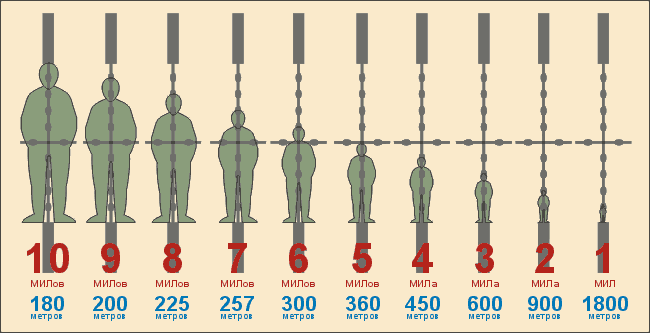 10 9 8 7 6 5 4 3 2 1
МИЛов МИЛов МИЛов МИЛов МИЛов МИЛов МИЛа МИЛа МИЛа МИЛ
180 200 225 257 300 360 450 600 900 1800
метров метров метров метров метров метров метров метров метров метров